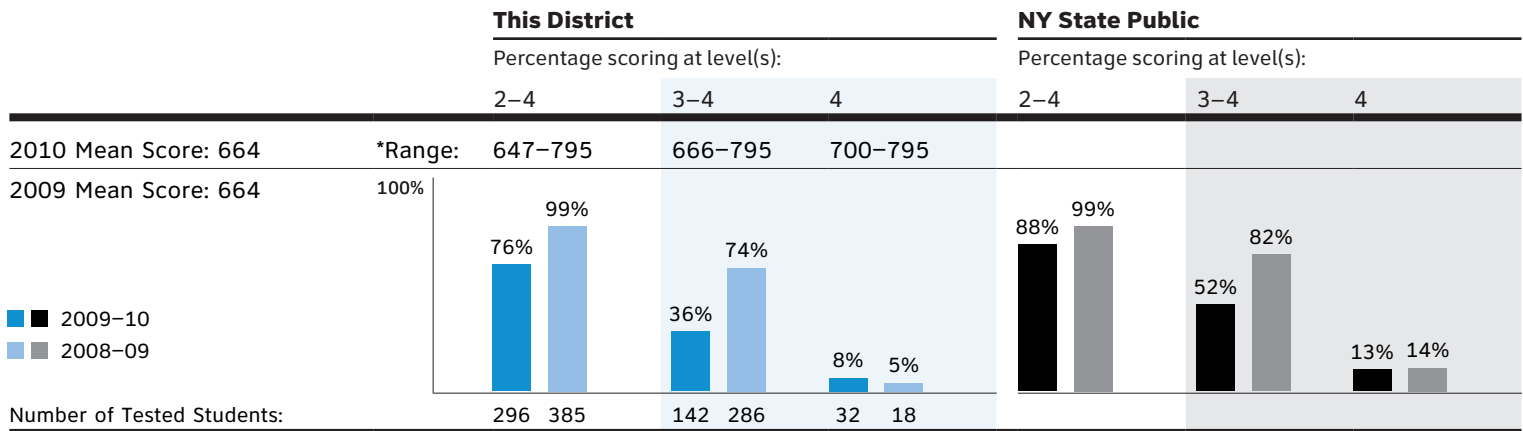 This District NY State Public
Percentage scoring at level(s): Percentage scoring at level(s):
2–4 3–4 4 2–4 3–4 4
2010 Mean Score: 664 *Range: 647–795 666–795 700–795
2009 Mean Score: 664 100%
99% 99%
76% 88%
74% 82%
36% 52%
8% 5% 13% 14%
2009–10
2008–09
Number of Tested Students: 296 385 142 286 32 18